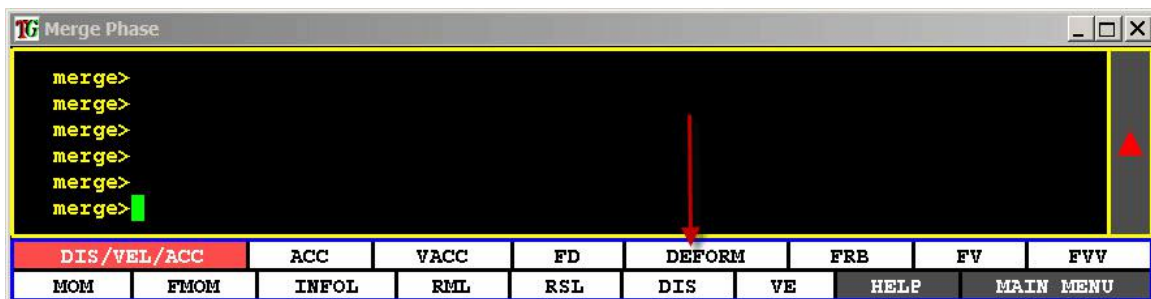 TG Merge Phase
merge>
merge>
merge>
merge>
merge>
merge>
DIS/VEL/ACC ACC VACC FD DEFORM FRB FV FVV
MOM FMOM INFOL RML RSL DIS VE HELP MAIN MENU